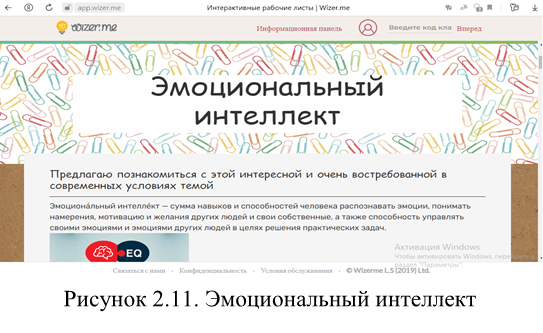 app.wizer.me Интерактивные рабочие листы | Wizer.me
wizer.me Информационная панель Введите код кла Вперед
Эмоциональный
интеллект
Предлагаю познакомиться с этой интересной и очень востребованной в
современных условиях темой
Эмоциона́льный интелле́кт — сумма навыков и способностей человека распознавать эмоции, понимать
намерения, мотивацию и желания других людей и свои собственные, а также способность управлять
своими эмоциями и эмоциями других людей в целях решения практических задач.
EQ
Активация Windows
Чтобы активировать Windows, перейдите в
раздел "Параметры".
Связаться с нами - Конфиденциальность - Условия обслуживания - © Wizerme L.S (2019) Ltd.
Рисунок 2.11. Эмоциональный интеллект